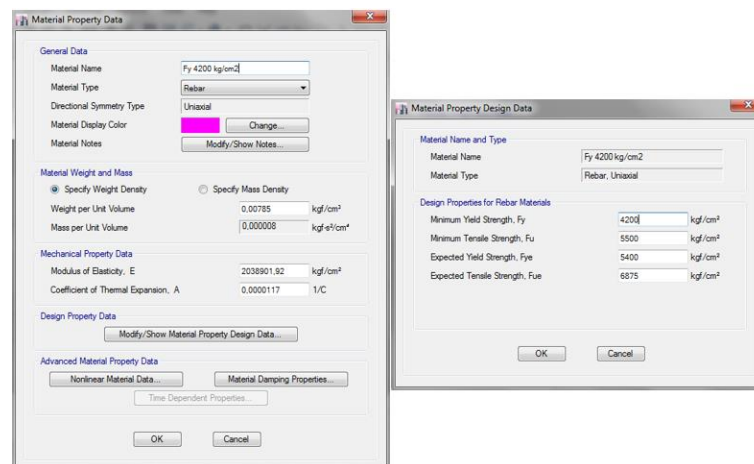 Material Property Data
General Data
Material Name Fy 4200 kg/cm2
Material Type Rebar
Directional Symmetry Type Uniaxial
Material Display Color Change...
Material Notes Modify/Show Notes...
Material Weight and Mass
Specify Weight Density Specify Mass Density
Weight per Unit Volume 0,00785 kgf/cm³
Mass per Unit Volume 0,000008 kgf-s²/cm⁴
Mechanical Property Data
Modulus of Elasticity, E 2038901,92 kgf/cm²
Coefficient of Thermal Expansion, A 0,0000117 1/C
Design Property Data
Modify/Show Material Property Design Data...
Advanced Material Property Data
Nonlinear Material Data... Material Damping Properties...
Time Dependent Properties...
OK Cancel
Material Property Design Data
Material Name and Type
Material Name Fy 4200 kg/cm2
Material Type Rebar, Uniaxial
Design Properties for Rebar Materials
Minimum Yield Strength, Fy 4200 kgf/cm²
Minimum Tensile Strength, Fu 5500 kgf/cm²
Expected Yield Strength, Fye 5400 kgf/cm²
Expected Tensile Strength, Fue 6875 kgf/cm²
OK Cancel